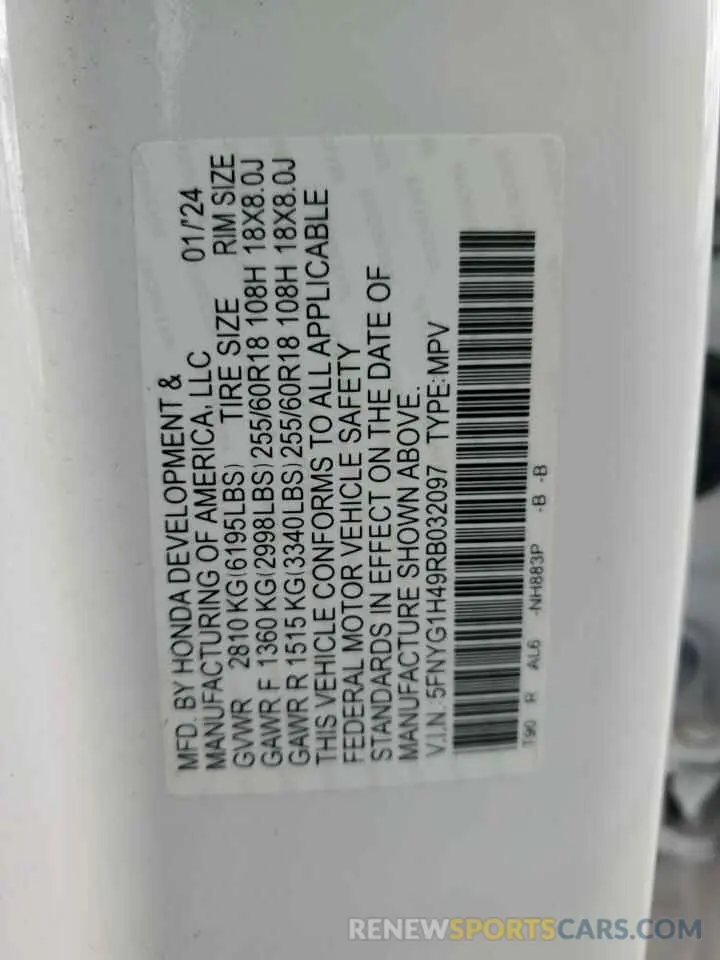 MFD. BY HONDA DEVELOPMENT &
MANUFACTURING OF AMERICA, LLC 01/'24
GVWR 2810 KG(6195LBS) TIRE SIZE RIM SIZE
GAWR F 1360 KG(2998LBS)255/60R18 108H 18X8.0J
GAWR R 1515 KG(3340LBS)255/60R18 108H 18X8.0J
THIS VEHICLE CONFORMS TO ALL APPLICABLE
FEDERAL MOTOR VEHICLE SAFETY
STANDARDS IN EFFECT ON THE DATE OF
MANUFACTURE SHOWN ABOVE.
V.I.N.:5FNYG1H49RB032097 TYPE:MPV
T90 R AL6 -NH883P -B -B
RENEWSPORTSCARS.COM